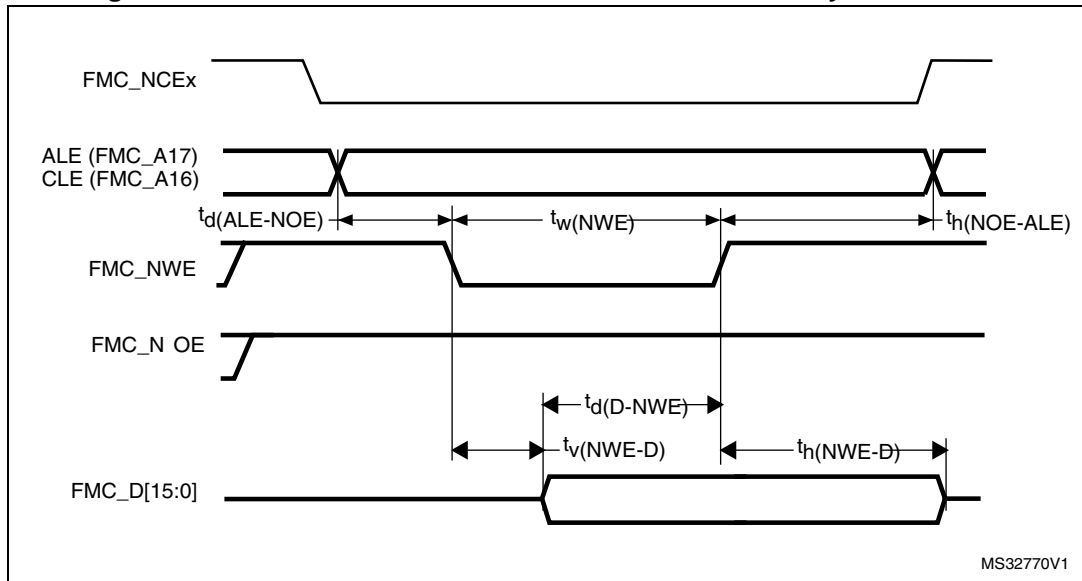 FMC_NCEx
ALE (FMC_A17)
CLE (FMC_A16)
td(ALE-NOE)
tw(NWE)
th(NOE-ALE)
FMC_NWE
FMC_N OE
td(D-NWE)
tv(NWE-D)
th(NWE-D)
FMC_D[15:0]
MS32770V1